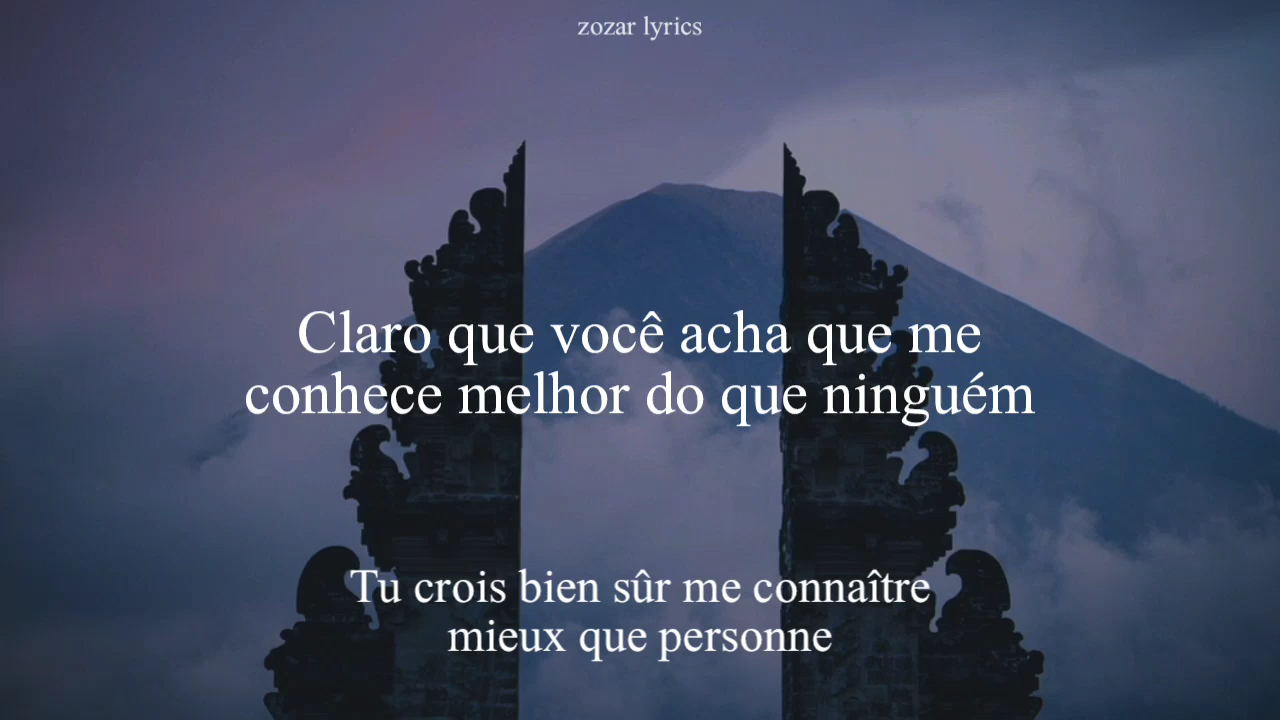 zozar lyrics
Claro que você acha que me
conhece melhor do que ninguém
Tu crois bien sûr me connaître
mieux que personne